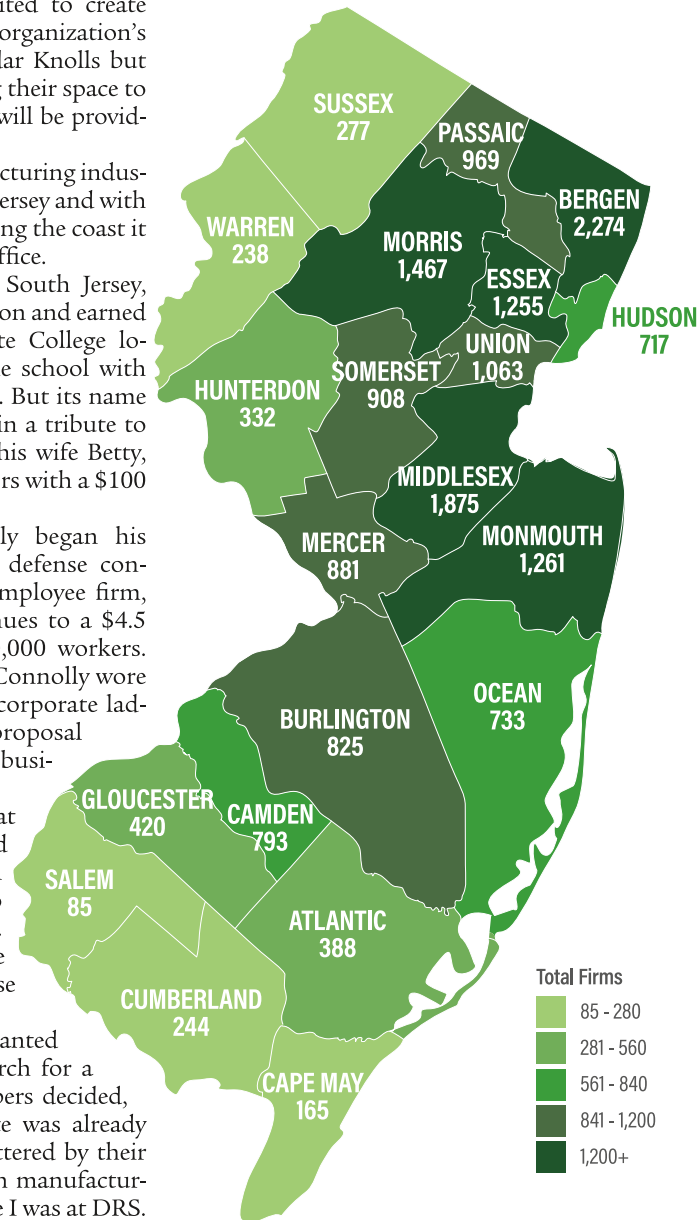 ited to create
organization’s
lar Knolls but
g their space to
will be provid-
cturing indus-
ersey and with
ing the coast it
ffice.
South Jersey,
on and earned
te College lo-
e school with
. But its name
in a tribute to
his wife Betty,
ers with a $100
ly began his
defense con-
mployee firm,
nues to a $4.5
,000 workers.
Connolly wore
corporate lad-
proposal
busi-
at
d
.
e
se
anted
rch for a
bers decided,
te was already
ttered by their
n manufactur-
e I was at DRS.
SUSSEX
277
PASSAIC
969
BERGEN
2,274
WARREN
238
MORRIS
1,467
ESSEX
1,255
HUDSON
717
UNION
1,063
SOMERSET
908
HUNTERDON
332
MIDDLESEX
1,875
MONMOUTH
1,261
MERCER
881
OCEAN
733
BURLINGTON
825
GLOUCESTER
420
CAMDEN
793
SALEM
85
ATLANTIC
388
CUMBERLAND
244
CAPE MAY
165
Total Firms
85 - 280
281 - 560
561 - 840
841 - 1,200
1,200+